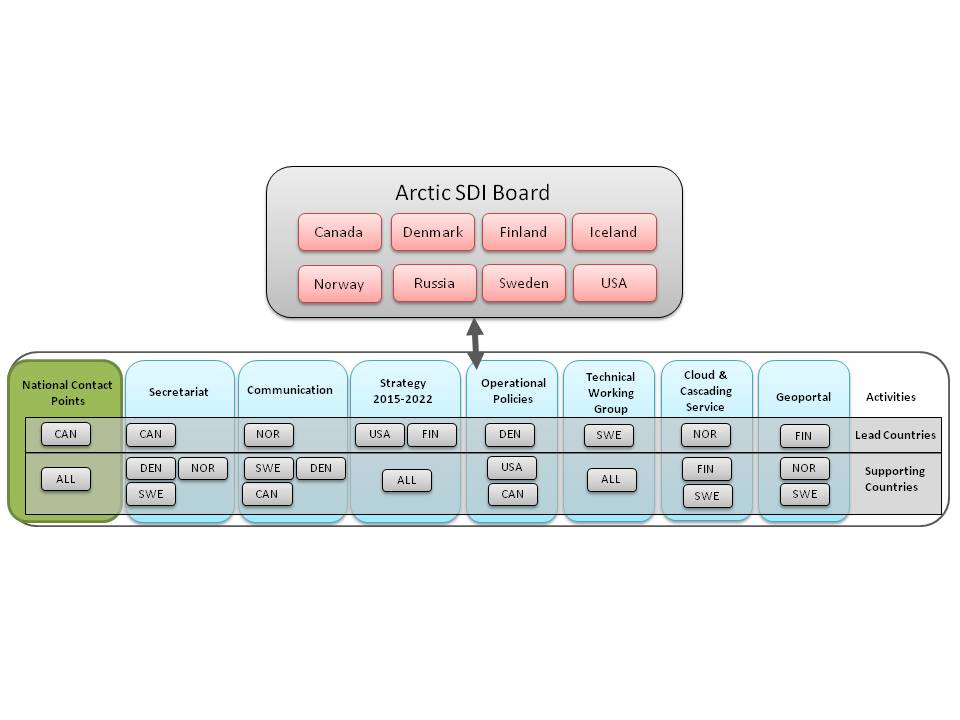 Arctic SDI Board
Canada Denmark Finland Iceland
Norway Russia Sweden USA
National Contact
Points
Secretariat
Communication
Strategy
2015-2022
Operational
Policies
Technical
Working
Group
Cloud &
Cascading
Service
Geoportal
Activities
CAN CAN NOR USA FIN DEN SWE NOR FIN Lead Countries
ALL
DEN NOR
SWE
SWE DEN
CAN
ALL
USA
CAN
ALL
FIN
SWE
NOR
SWE
Supporting
Countries